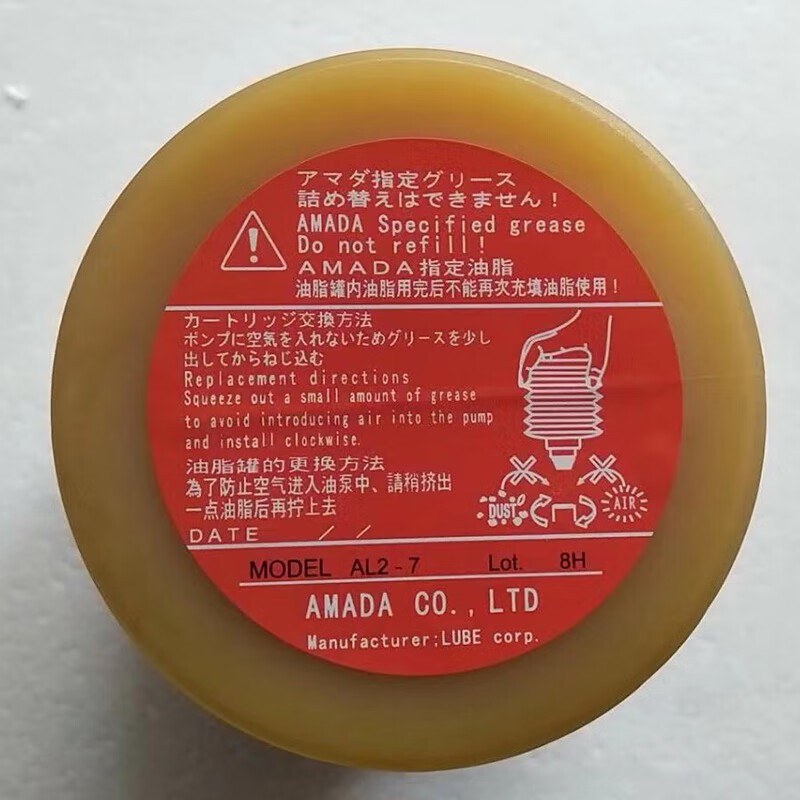 アマダ指定グリース
詰め替えはできません！
AMADA Specified grease
Do not refill!
AMADA指定油脂
油脂罐内油脂用完后不能再次充填油脂使用！
カートリッジ交換方法
ポンプに空気を入れないためグリースを少し
出してからねじ込む
Replacement directions
Squeeze out a small amount of grease
to avoid introducing air into the pump
and install clockwise.
油脂罐的更换方法
為了防止空气进入油泵中、請稍挤出
一点油脂后再拧上去
DUST
AIR
DATE / /
MODEL AL2-7 Lot. 8H
AMADA CO.,LTD
Manufacturer;LUBE corp.